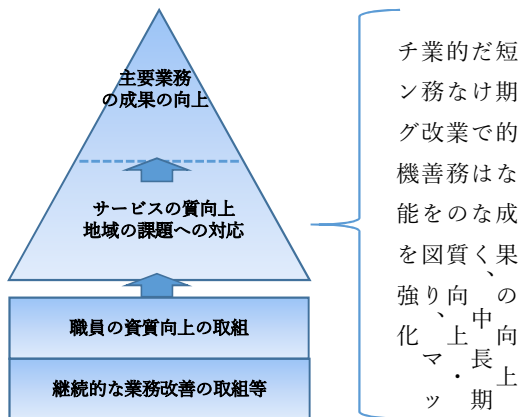 主要業務
の成果の向上
サービスの質向上
地域の課題への対応
職員の資質向上の取組
継続的な業務改善の取組等
短期的な成果の向上
だけではなく、中長期
的な業務の質向上・
業務改善を図り、マッ
チング機能を強化